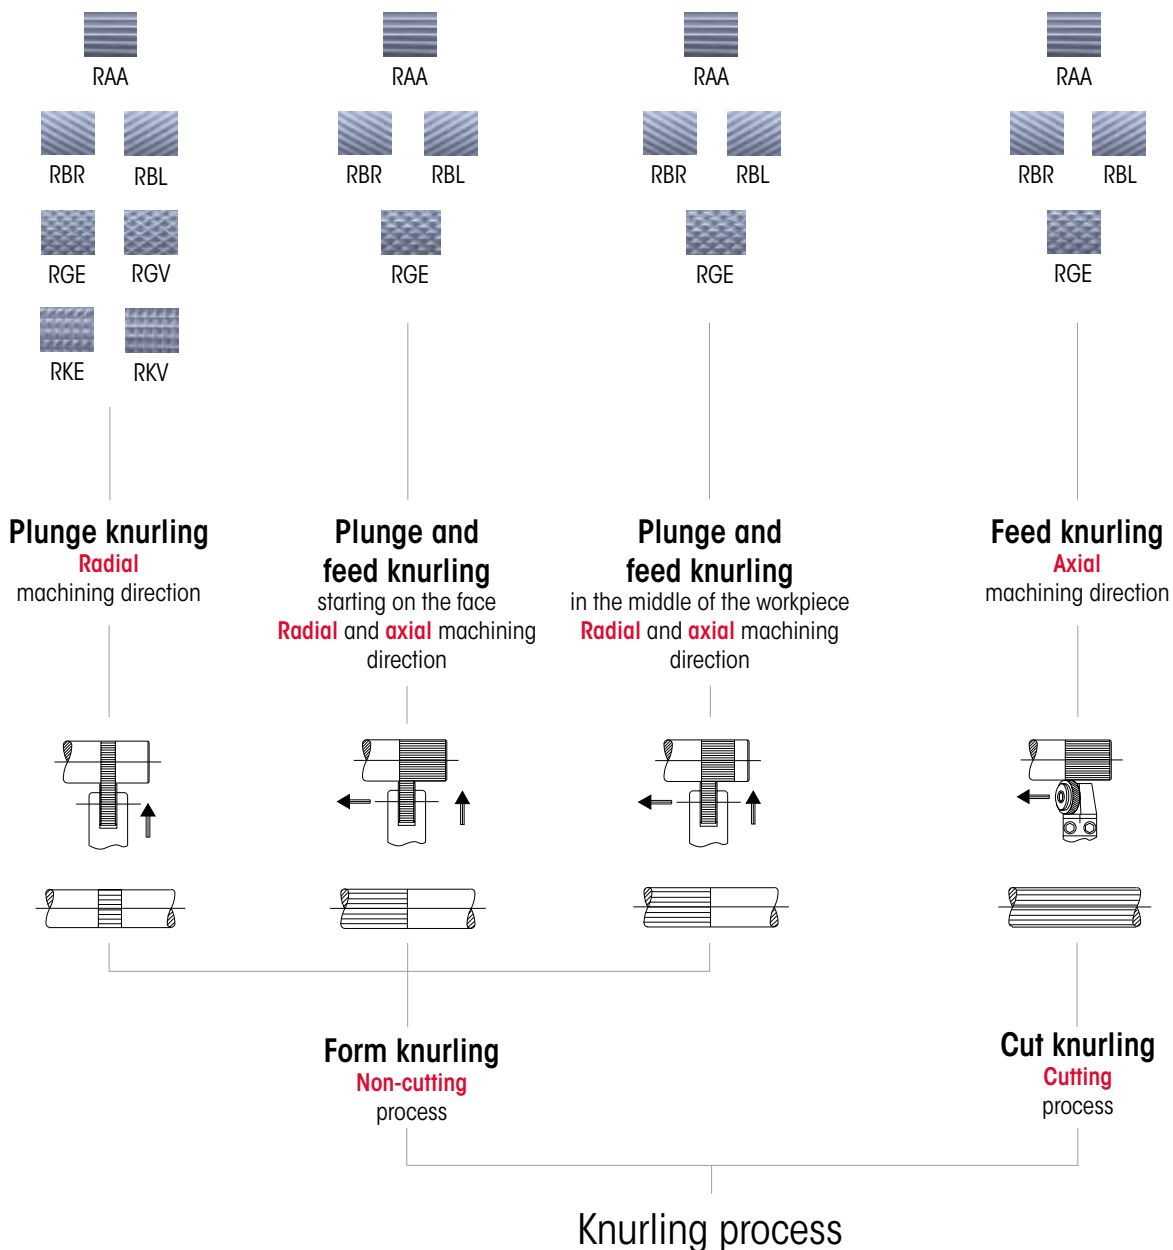 RAA
RAA
RAA
RAA
RBR RBL
RBR RBL
RBR RBL
RBR RBL
RGE RGV
RGE
RGE
RGE
RKE RKV
Plunge knurling
Radial
machining direction
Plunge and
feed knurling
starting on the face
Radial and axial machining
direction
Plunge and
feed knurling
in the middle of the workpiece
Radial and axial machining
direction
Feed knurling
Axial
machining direction
Form knurling
Non-cutting
process
Cut knurling
Cutting
process
Knurling process